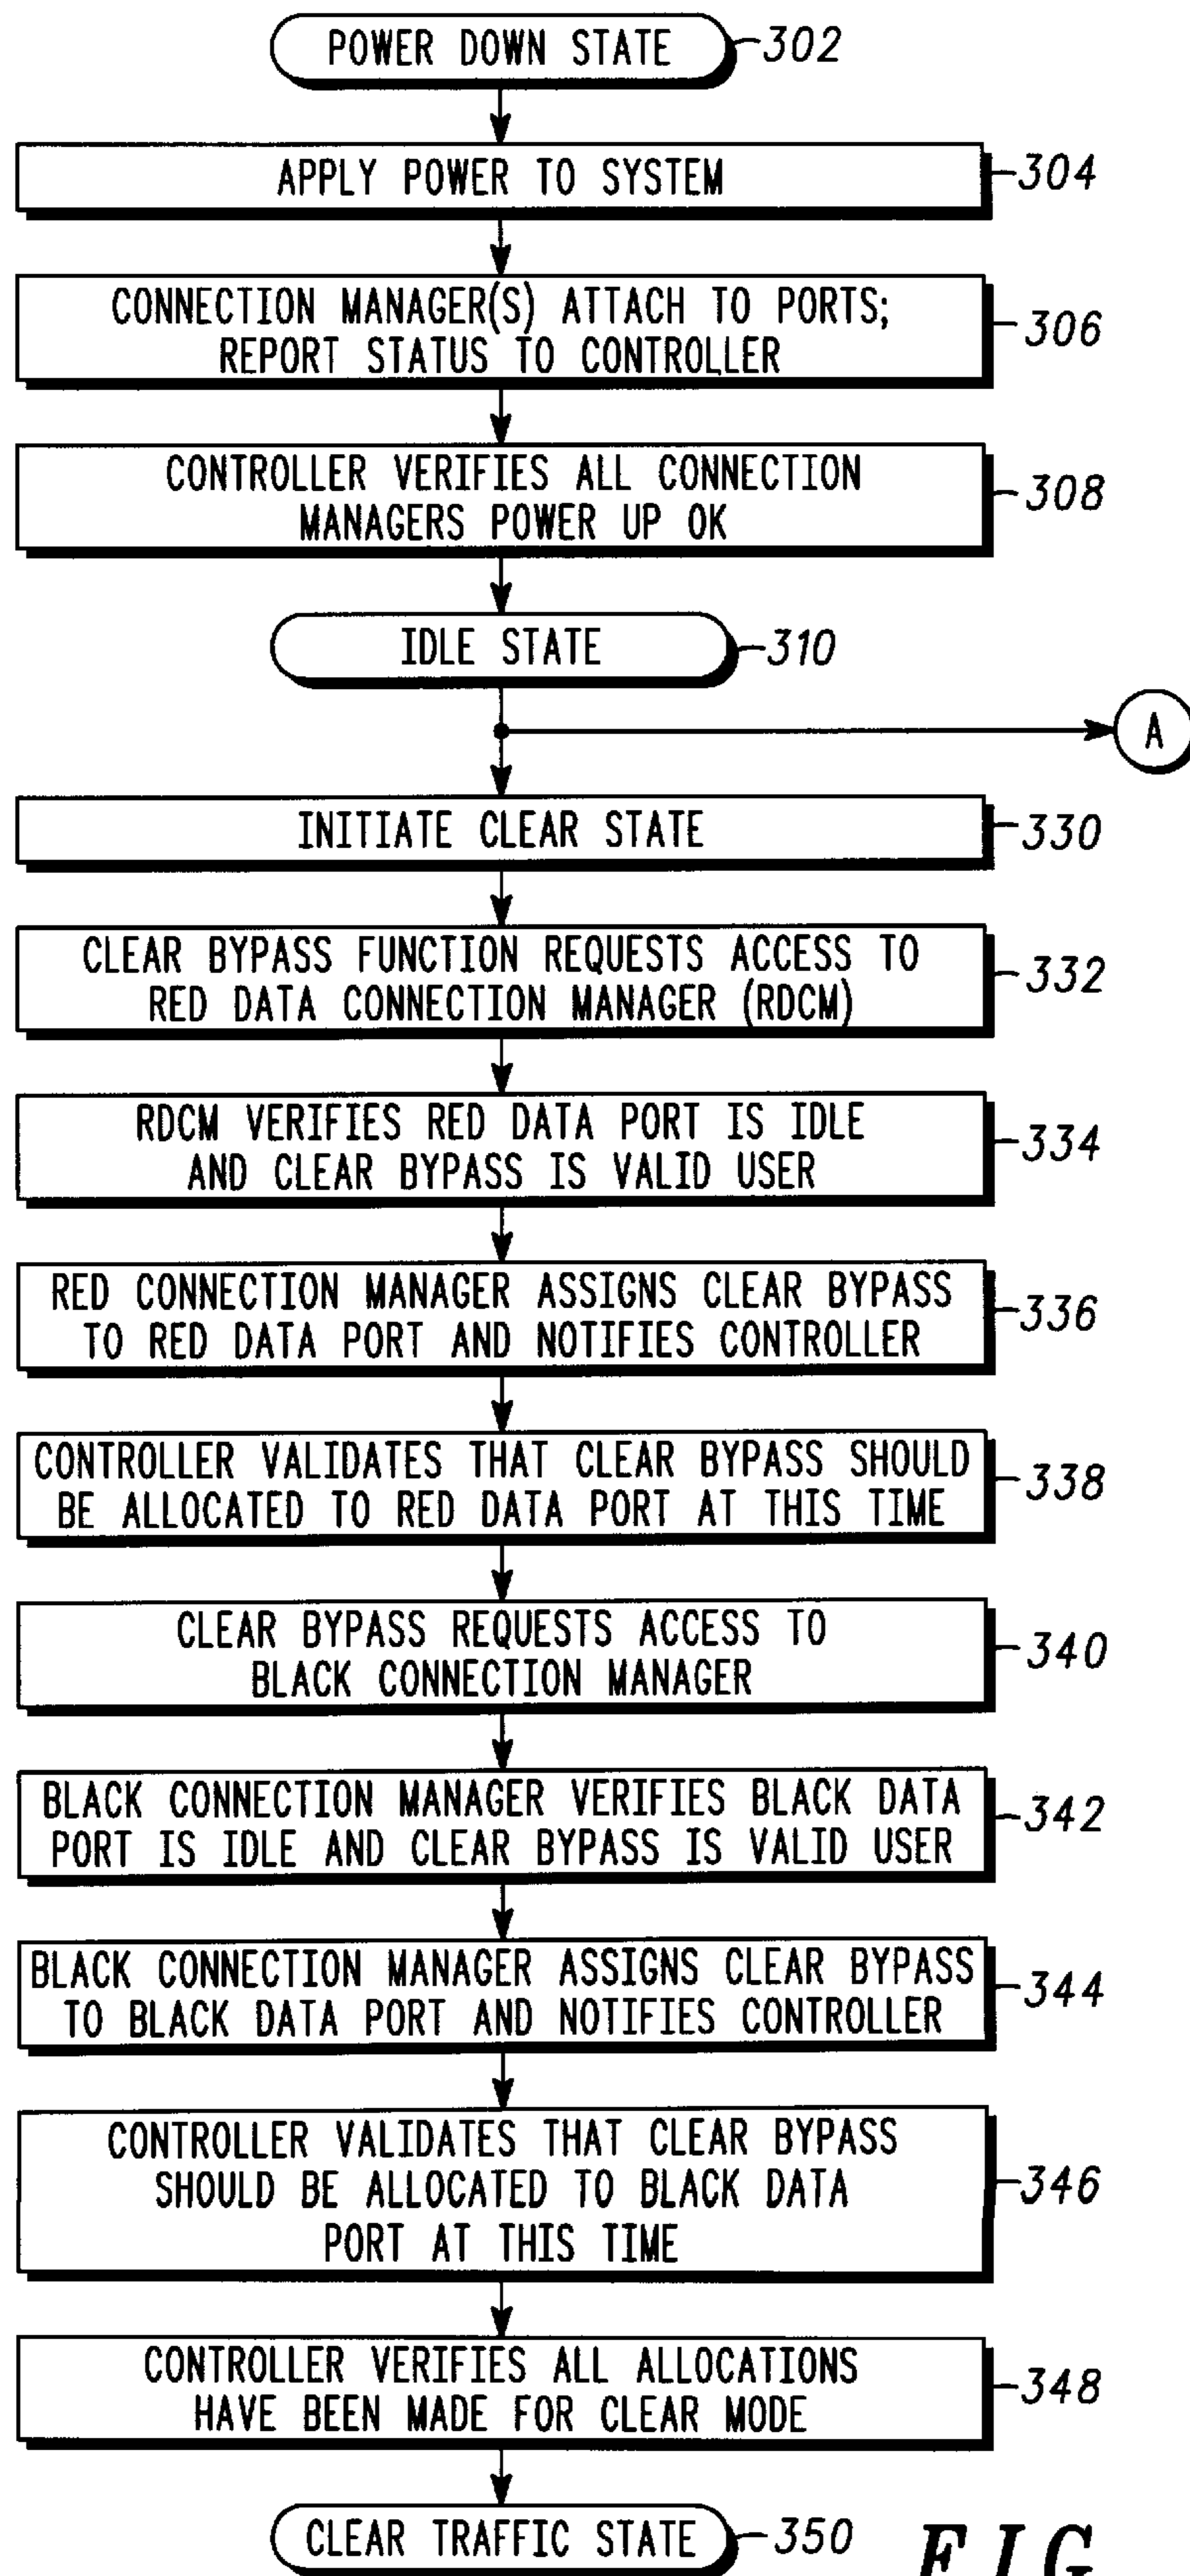 POWER DOWN STATE 302
APPLY POWER TO SYSTEM 304
CONNECTION MANAGER(S) ATTACH TO PORTS;
REPORT STATUS TO CONTROLLER 306
CONTROLLER VERIFIES ALL CONNECTION
MANAGERS POWER UP OK 308
IDLE STATE 310
A
INITIATE CLEAR STATE 330
CLEAR BYPASS FUNCTION REQUESTS ACCESS TO
RED DATA CONNECTION MANAGER (RDCM) 332
RDCM VERIFIES RED DATA PORT IS IDLE
AND CLEAR BYPASS IS VALID USER 334
RED CONNECTION MANAGER ASSIGNS CLEAR BYPASS
TO RED DATA PORT AND NOTIFIES CONTROLLER 336
CONTROLLER VALIDATES THAT CLEAR BYPASS SHOULD
BE ALLOCATED TO RED DATA PORT AT THIS TIME 338
CLEAR BYPASS REQUESTS ACCESS TO
BLACK CONNECTION MANAGER 340
BLACK CONNECTION MANAGER VERIFIES BLACK DATA
PORT IS IDLE AND CLEAR BYPASS IS VALID USER 342
BLACK CONNECTION MANAGER ASSIGNS CLEAR BYPASS
TO BLACK DATA PORT AND NOTIFIES CONTROLLER 344
CONTROLLER VALIDATES THAT CLEAR BYPASS
SHOULD BE ALLOCATED TO BLACK DATA 346
PORT AT THIS TIME
CONTROLLER VERIFIES ALL ALLOCATIONS
HAVE BEEN MADE FOR CLEAR MODE 348
CLEAR TRAFFIC STATE 350
FIG